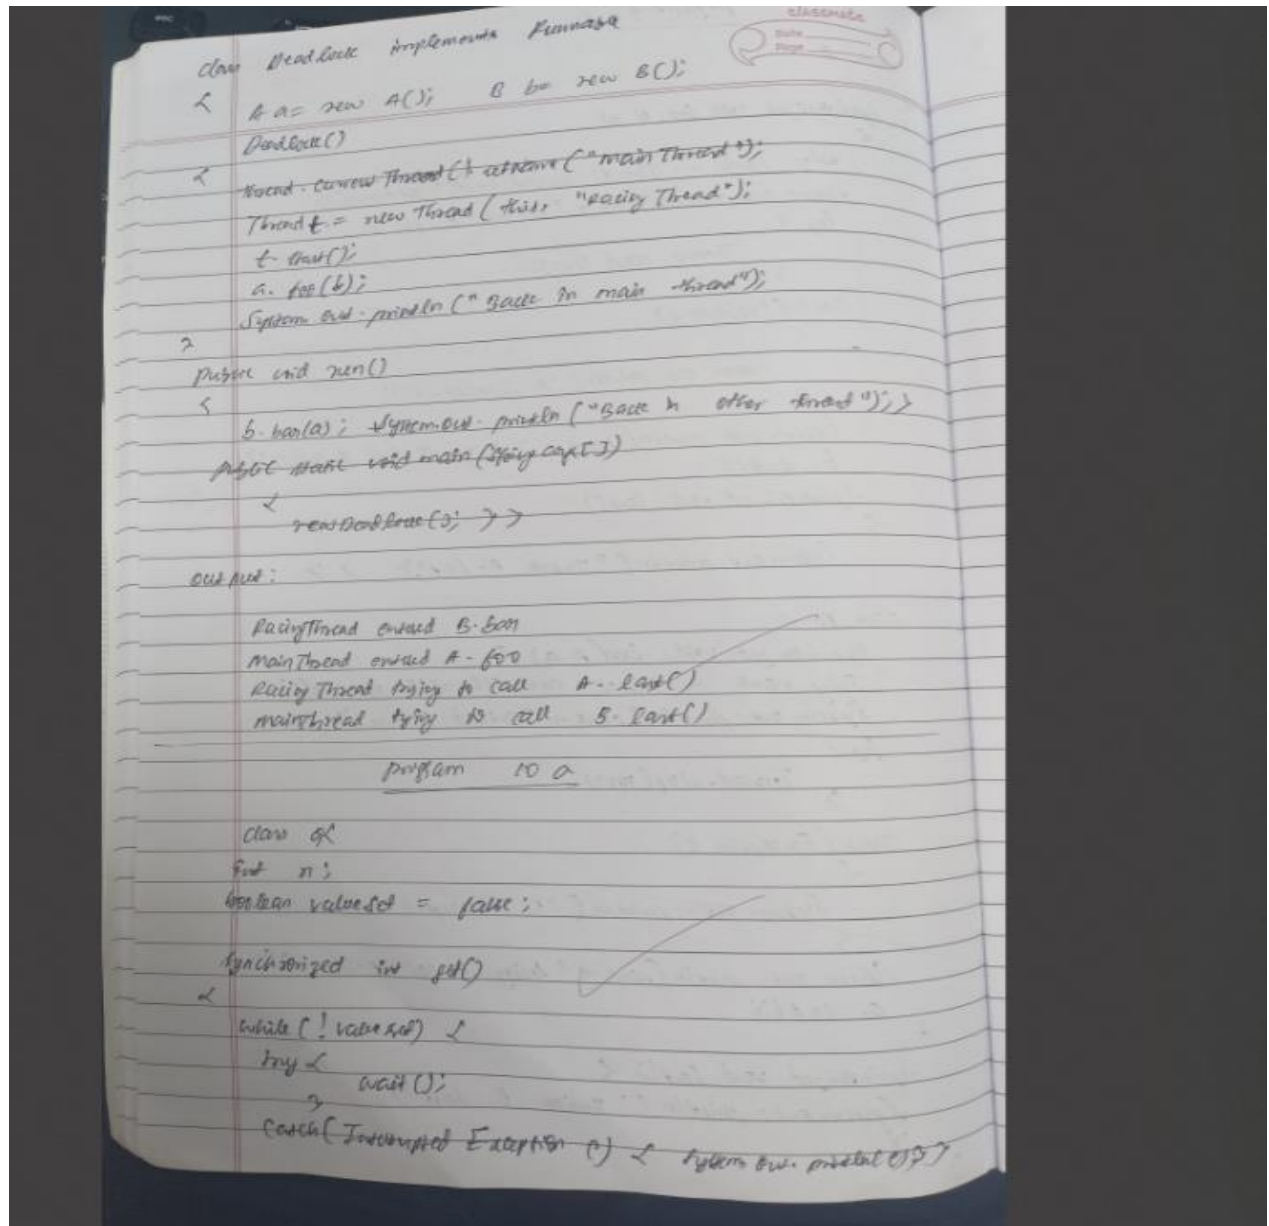 CLASSMATE
Date
Page
class Deadlock implements Runnable
{ A a = new A(); B b = new B();
Deadlock()
{ Thread.currentThread().setName("main Thread");
Thread t = new Thread(this, "Racing Thread");
t.start();
a.foo(b);
System.out.println("Back in main thread");
}
public void run()
{
b.bar(a); System.out.println("Back in other thread"); }
public static void main(String args[])
{
new Deadlock(); } }
output:
RacingThread entered B.bar
MainThread entered A.foo
Racing Thread trying to call A.last()
mainthread trying to call B.last()
program 10 a
class Q{
int n;
boolean valueSet = false;
synchronized int get()
{
while(!valueset) {
try {
wait();
}
catch(Interrupted Exception e) { System.out.println(e); } }